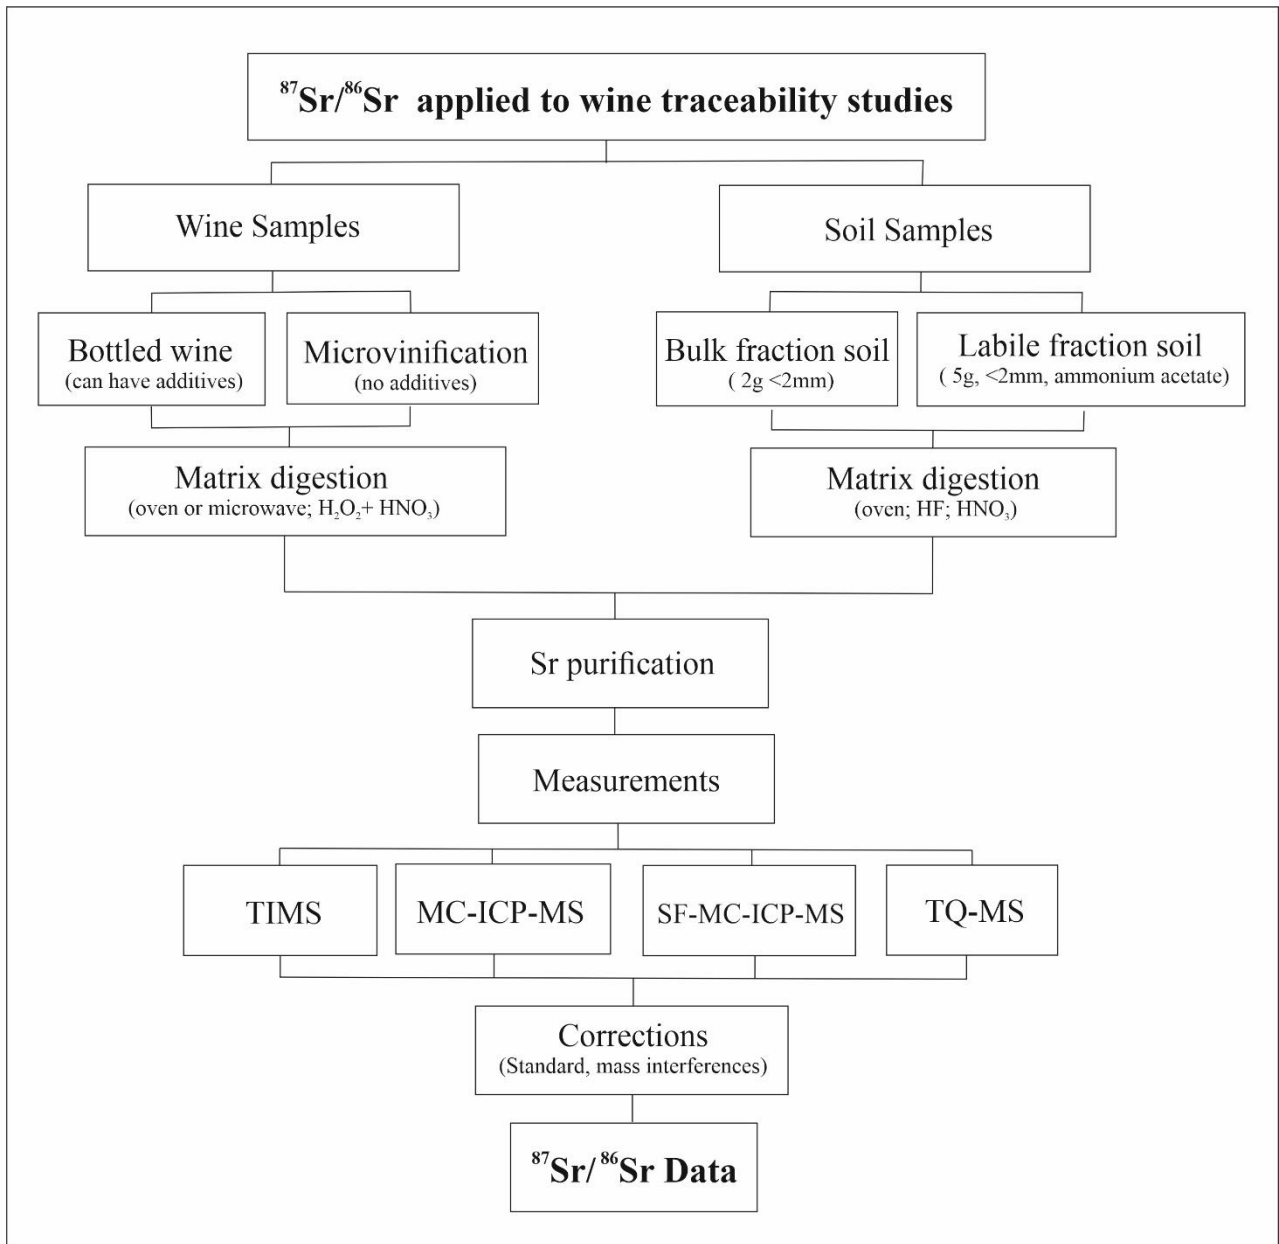 ⁸⁷Sr/⁸⁶Sr applied to wine traceability studies
Wine Samples
Soil Samples
Bottled wine
(can have additives)
Microvinification
(no additives)
Bulk fraction soil
( 2g <2mm)
Labile fraction soil
( 5g, <2mm, ammonium acetate)
Matrix digestion
(oven or microwave; H₂O₂+ HNO₃)
Matrix digestion
(oven; HF; HNO₃)
Sr purification
Measurements
TIMS
MC-ICP-MS
SF-MC-ICP-MS
TQ-MS
Corrections
(Standard, mass interferences)
⁸⁷Sr/ ⁸⁶Sr Data